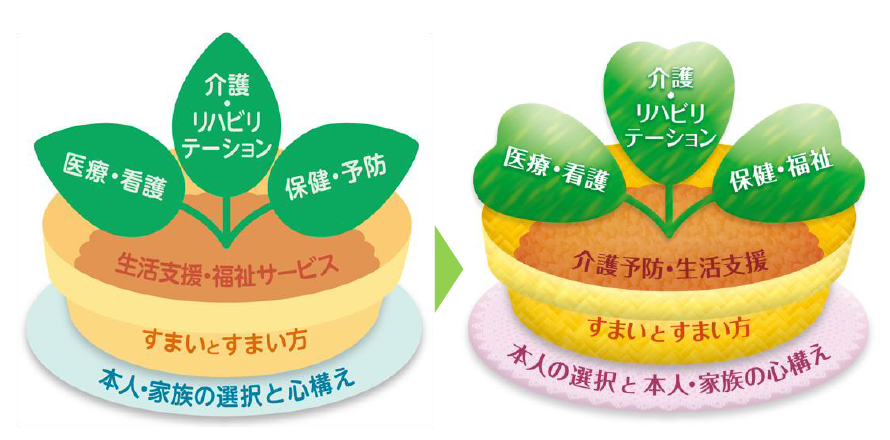 介護
・
リハビリ
テーション
医療・看護
保健・予防
生活支援・福祉サービス
すまいとすまい方
本人・家族の選択と心構え
介護
・
リハビリ
テーション
医療・看護
保健・福祉
介護予防・生活支援
すまいとすまい方
本人の選択と本人・家族の心構え